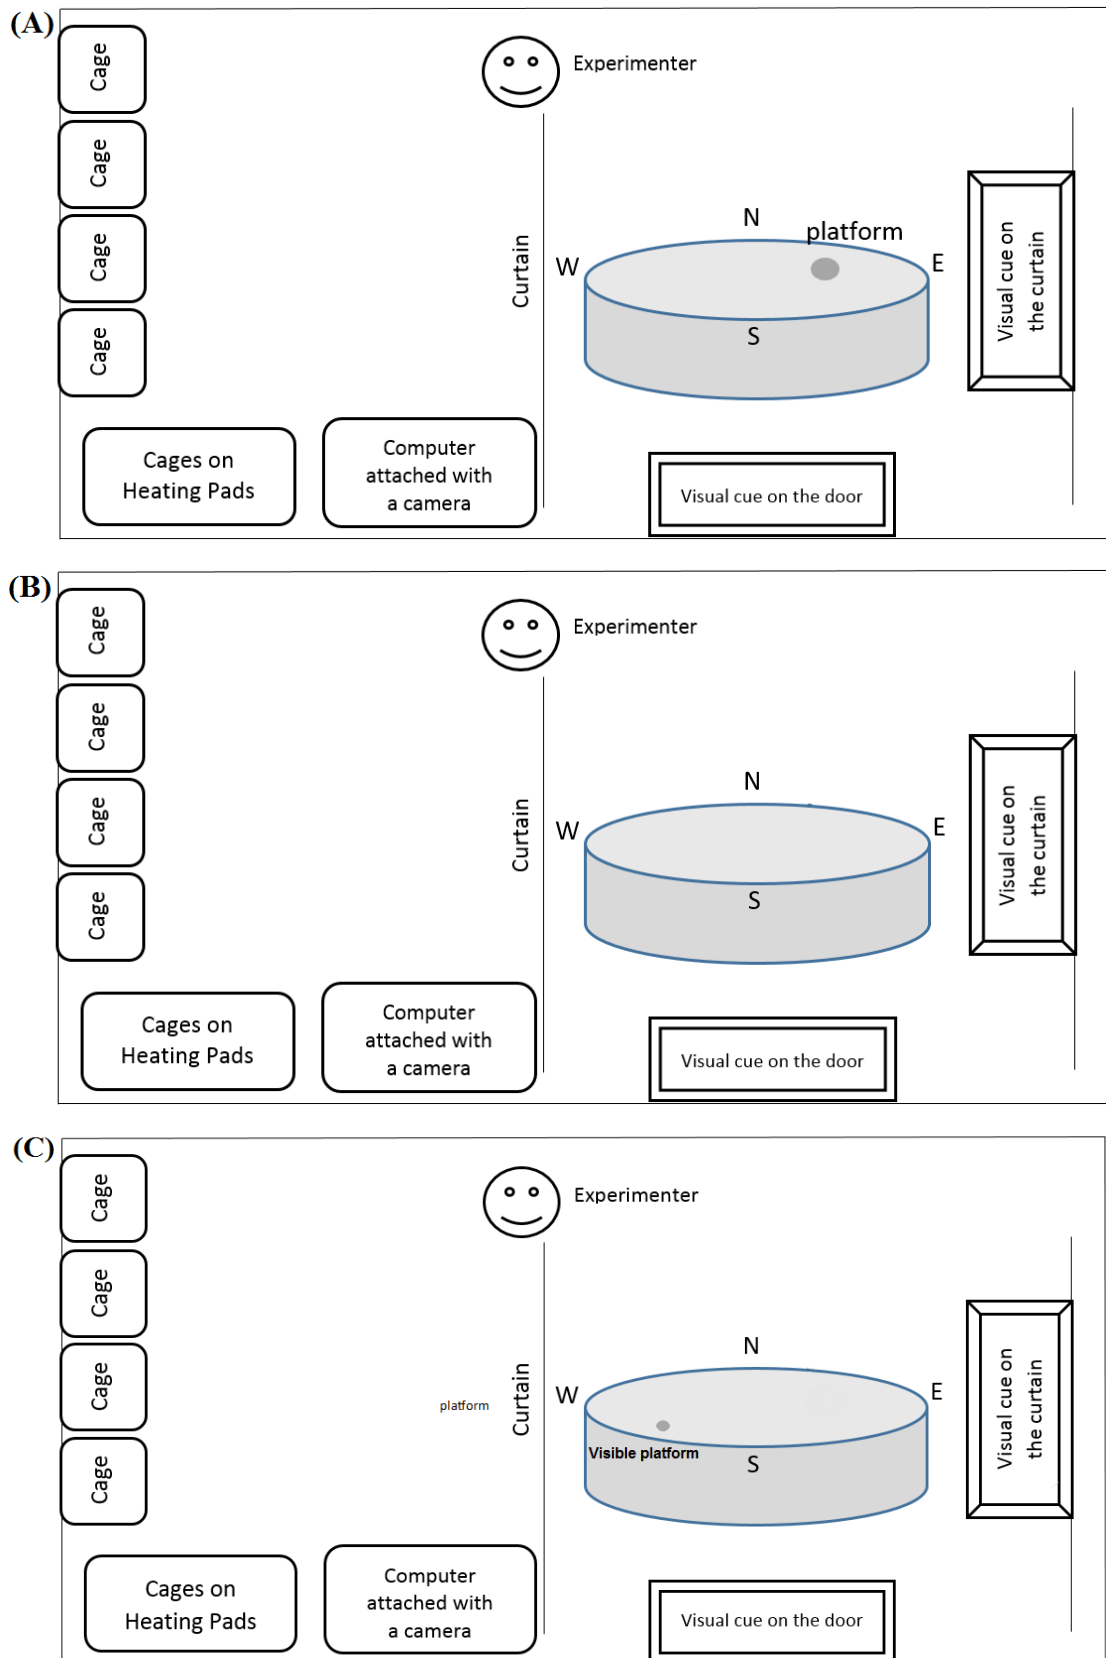 (A)
Cage
Experimenter
Cage
N
platform
Cage
Curtain
W
E
Visual cue on
the curtain
Cage
S
Cages on
Heating Pads
Computer
attached with
a camera
Visual cue on the door
(B)
Cage
Experimenter
Cage
N
Cage
Curtain
W
E
Visual cue on
the curtain
Cage
S
Cages on
Heating Pads
Computer
attached with
a camera
Visual cue on the door
(C)
Cage
Experimenter
Cage
N
Cage
platform
Curtain
W
E
Visual cue on
the curtain
Visible platform
S
Cage
Cages on
Heating Pads
Computer
attached with
a camera
Visual cue on the door